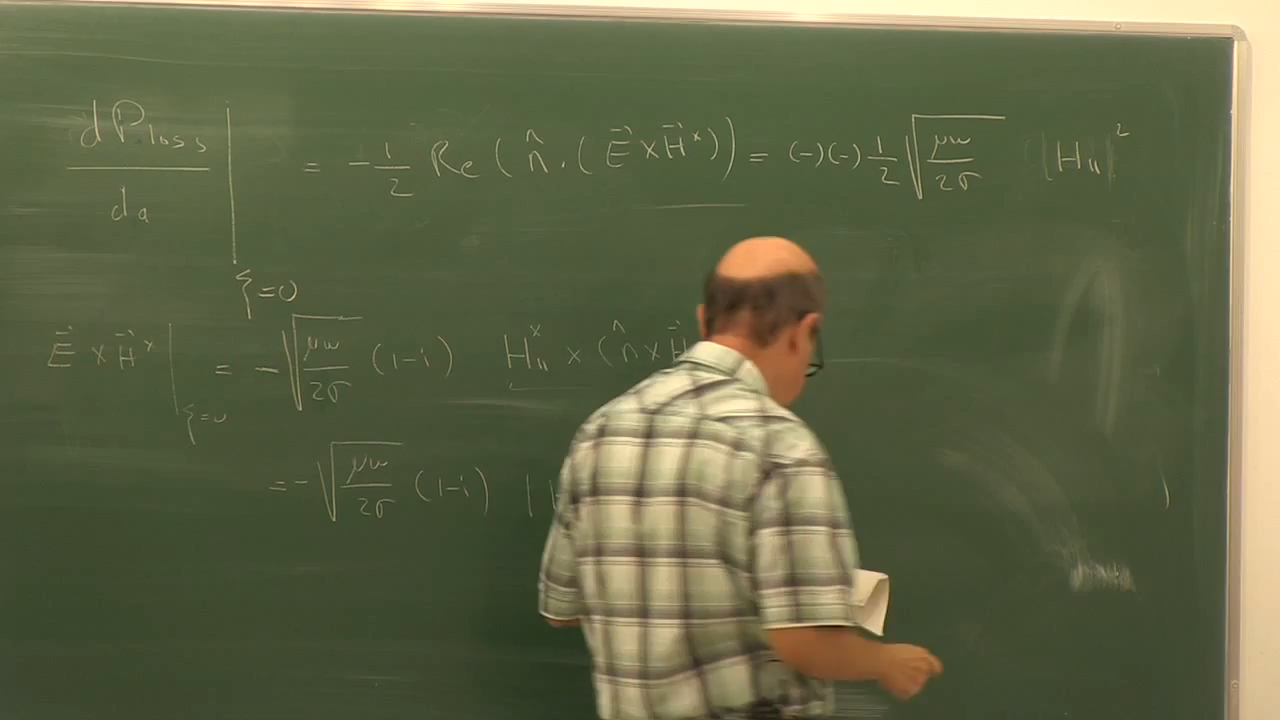 dP_loss / da |_{ξ=0} = -1/2 Re ( n̂ · ( E⃗ × H⃗* ) ) = (-)(-) 1/2 √(μω/2σ) |H_∥|²
E⃗ × H⃗* |_{ξ=0} = -√(μω/2σ) (1-i) H_∥* × ( n̂ × H⃗
= -√(μω/2σ) (1-i) |